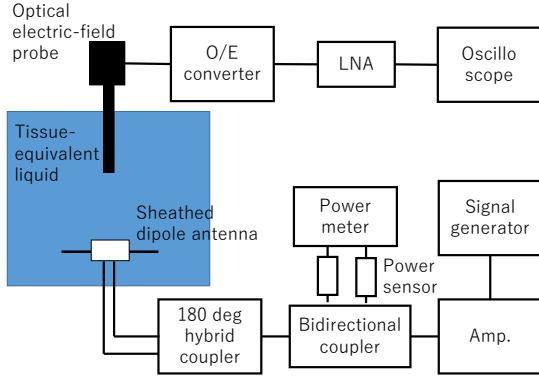 Optical
electric-field
probe
O/E
converter
LNA
Oscillo
scope
Tissue-
equivalent
liquid
Sheathed
dipole antenna
Power
meter
Signal
generator
Power
sensor
180 deg
hybrid
coupler
Bidirectional
coupler
Amp.